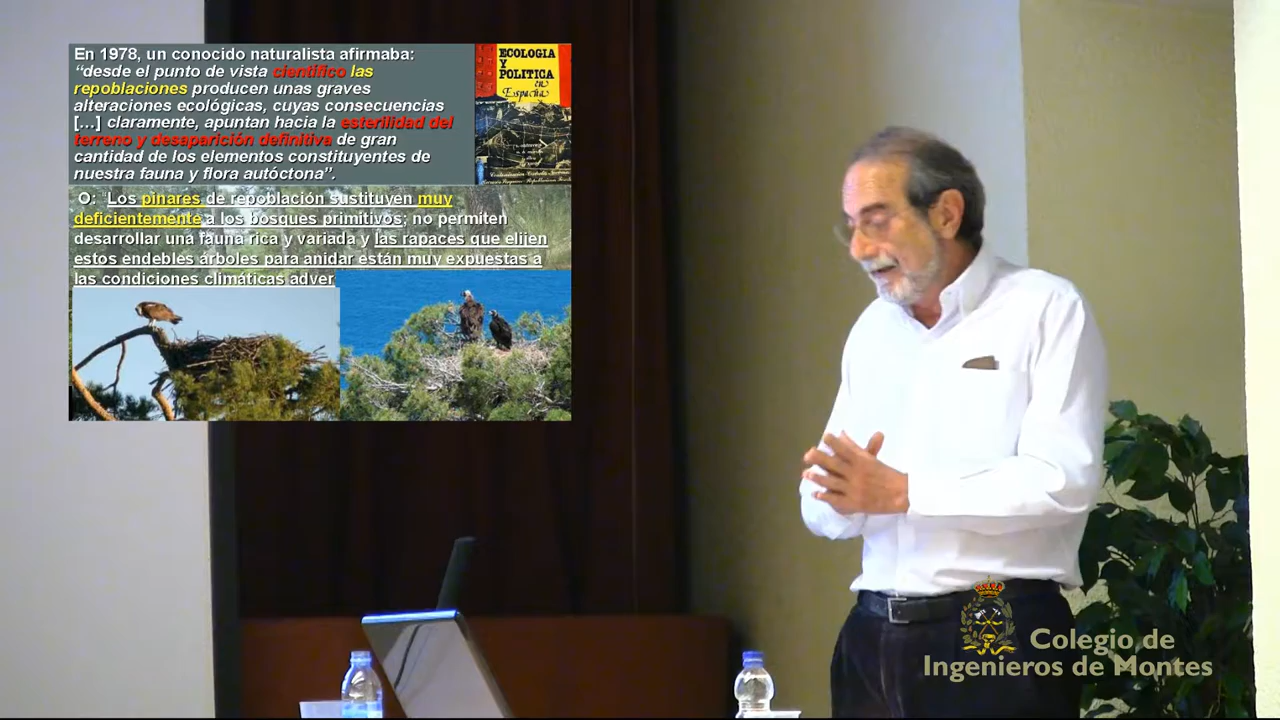 En 1978, un conocido naturalista afirmaba:
“desde el punto de vista científico las
repoblaciones producen unas graves
alteraciones ecológicas, cuyas consecuencias
[…] claramente, apuntan hacia la esterilidad del
terreno y desaparición definitiva de gran
cantidad de los elementos constituyentes de
nuestra fauna y flora autóctona”.
ECOLOGIA
Y
POLITICA
en
España
O: “Los pinares de repoblación sustituyen muy
deficientemente a los bosques primitivos; no permiten
desarrollar una fauna rica y variada y las rapaces que elijen
estos endebles árboles para anidar están muy expuestas a
las condiciones climáticas adver
Colegio de
Ingenieros de Montes